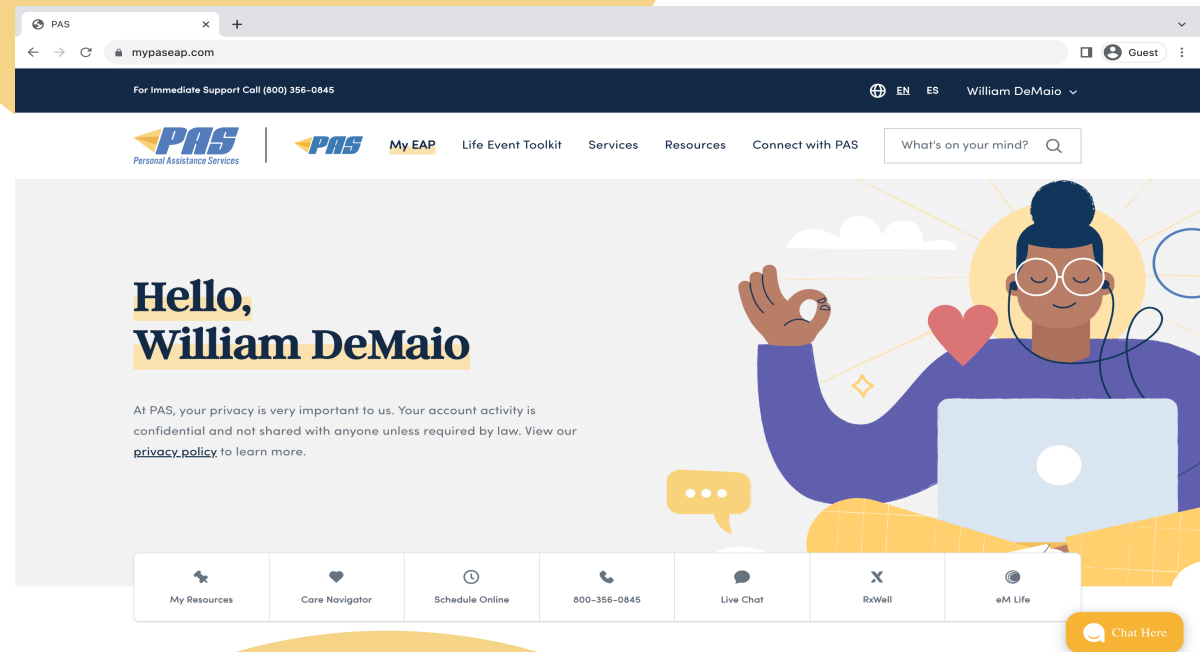 PAS
mypaseap.com
Guest
For Immediate Support Call (800) 356-0845
EN
ES
William DeMaio
PAS
Personal Assistance Services
PAS
My EAP
Life Event Toolkit
Services
Resources
Connect with PAS
What's on your mind?
Hello,
William DeMaio
At PAS, your privacy is very important to us. Your account activity is
confidential and not shared with anyone unless required by law. View our
privacy policy to learn more.
My Resources
Care Navigator
Schedule Online
800-356-0845
Live Chat
RxWell
eM Life
Chat Here